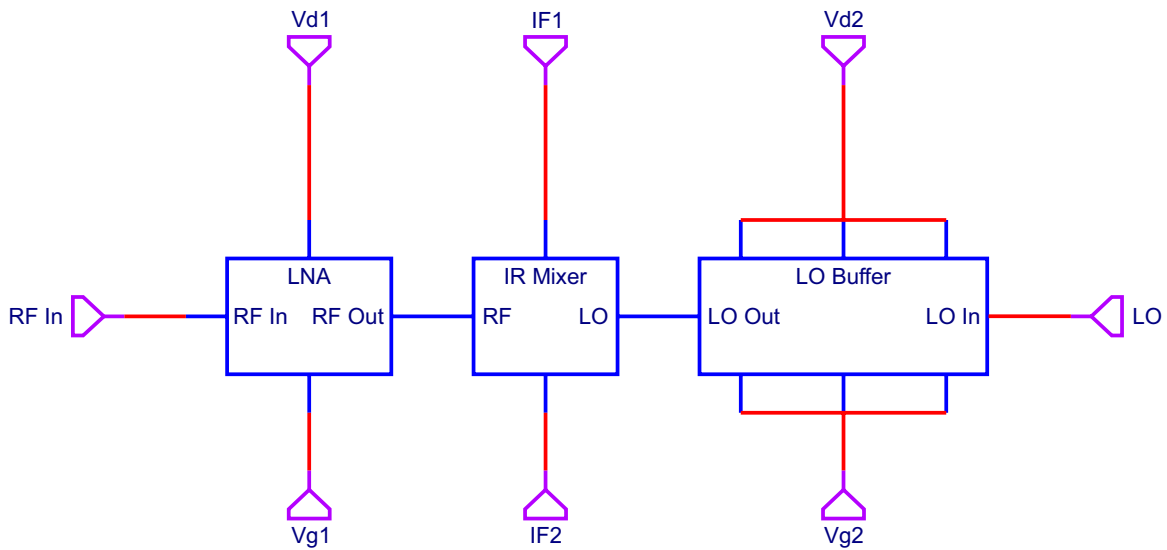 Vd1
IF1
Vd2
LNA
IR Mixer
LO Buffer
RF In
RF In
RF Out
RF
LO
LO Out
LO In
LO
Vg1
IF2
Vg2